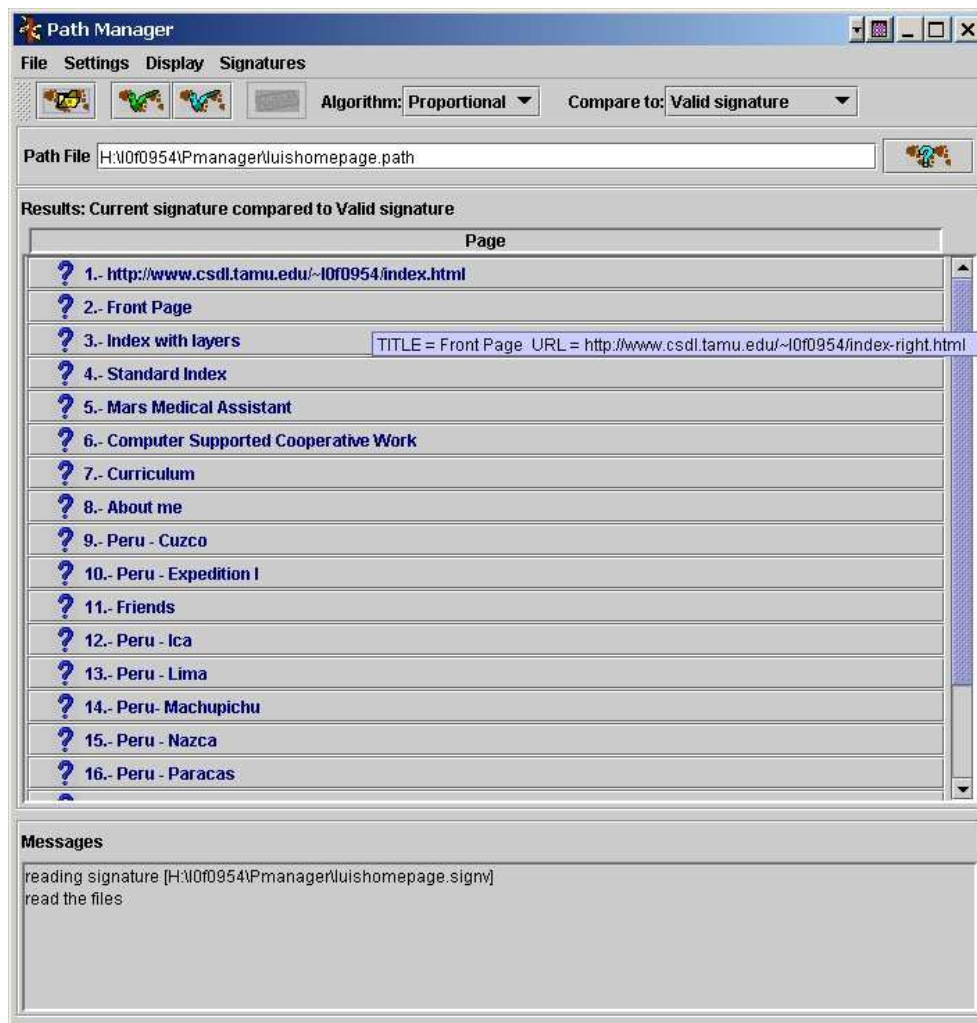 Path Manager
File Settings Display Signatures
Algorithm: Proportional Compare to: Valid signature
Path File H:\l0f0954\Pmanager\luishomepage.path
Results: Current signature compared to Valid signature
Page
1.- http://www.csdl.tamu.edu/~l0f0954/index.html
2.- Front Page
3.- Index with layers
TITLE = Front Page URL = http://www.csdl.tamu.edu/~l0f0954/index-right.html
4.- Standard Index
5.- Mars Medical Assistant
6.- Computer Supported Cooperative Work
7.- Curriculum
8.- About me
9.- Peru - Cuzco
10.- Peru - Expedition I
11.- Friends
12.- Peru - Ica
13.- Peru - Lima
14.- Peru- Machupichu
15.- Peru - Nazca
16.- Peru - Paracas
Messages
reading signature [H:\l0f0954\Pmanager\luishomepage.signv]
read the files